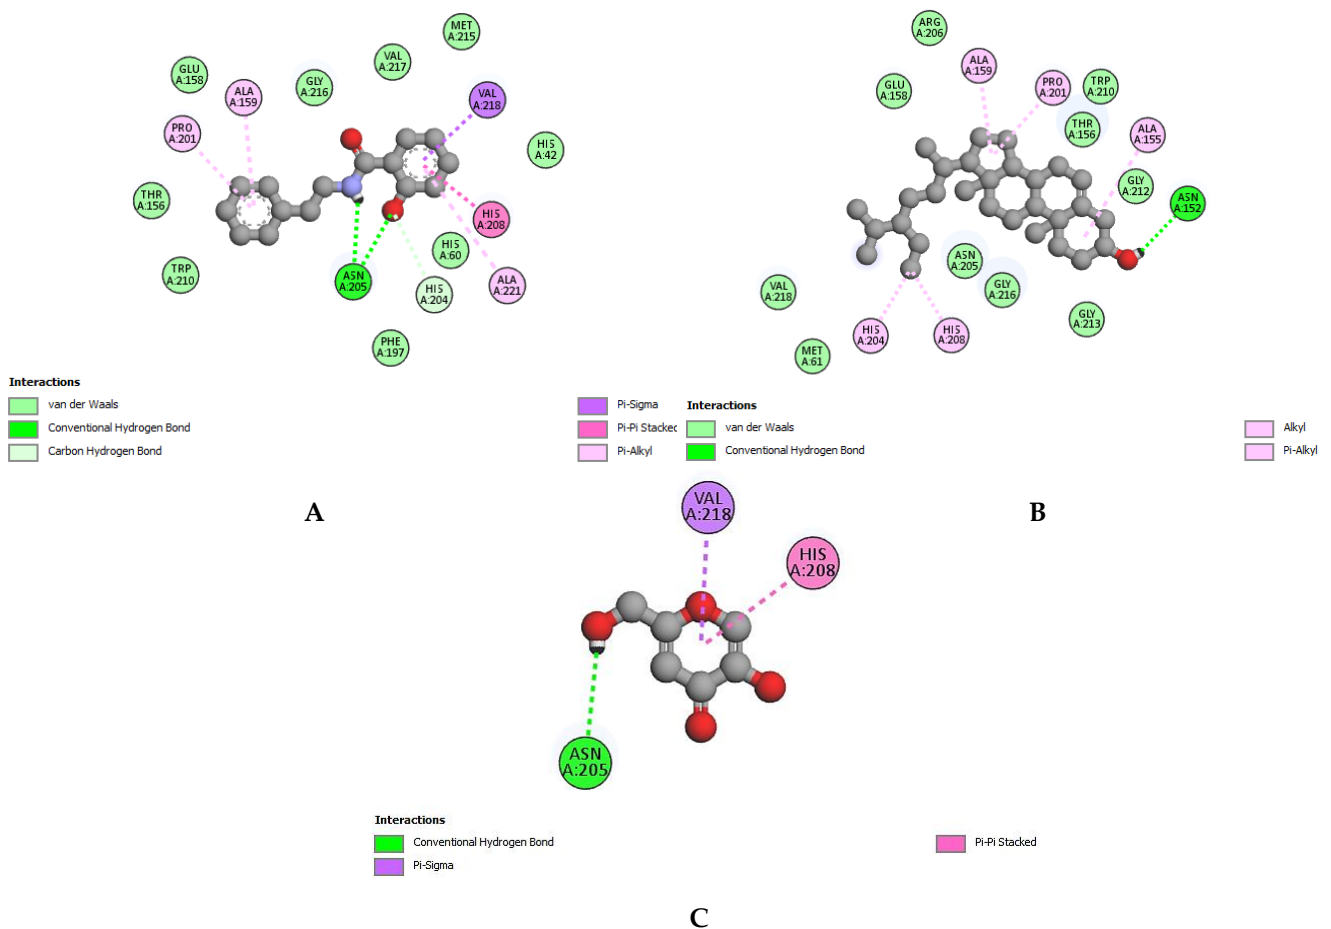 MET
A:215
VAL
A:217
GLU
A:158
GLY
A:216
ALA
A:159
VAL
A:218
PRO
A:201
HIS
A:42
THR
A:156
HIS
A:208
HIS
A:60
TRP
A:210
ASN
A:205
HIS
A:204
ALA
A:221
PHE
A:197
Interactions
van der Waals
Conventional Hydrogen Bond
Carbon Hydrogen Bond
Pi-Sigma
Pi-Pi Stacked
Pi-Alkyl
A
ARG
A:206
ALA
A:159
GLU
A:158
PRO
A:201
TRP
A:210
THR
A:156
ALA
A:155
GLY
A:212
ASN
A:152
ASN
A:205
VAL
A:218
GLY
A:216
HIS
A:204
HIS
A:208
GLY
A:213
MET
A:61
Interactions
van der Waals
Conventional Hydrogen Bond
Alkyl
Pi-Alkyl
B
VAL
A:218
HIS
A:208
ASN
A:205
Interactions
Conventional Hydrogen Bond
Pi-Sigma
Pi-Pi Stacked
C